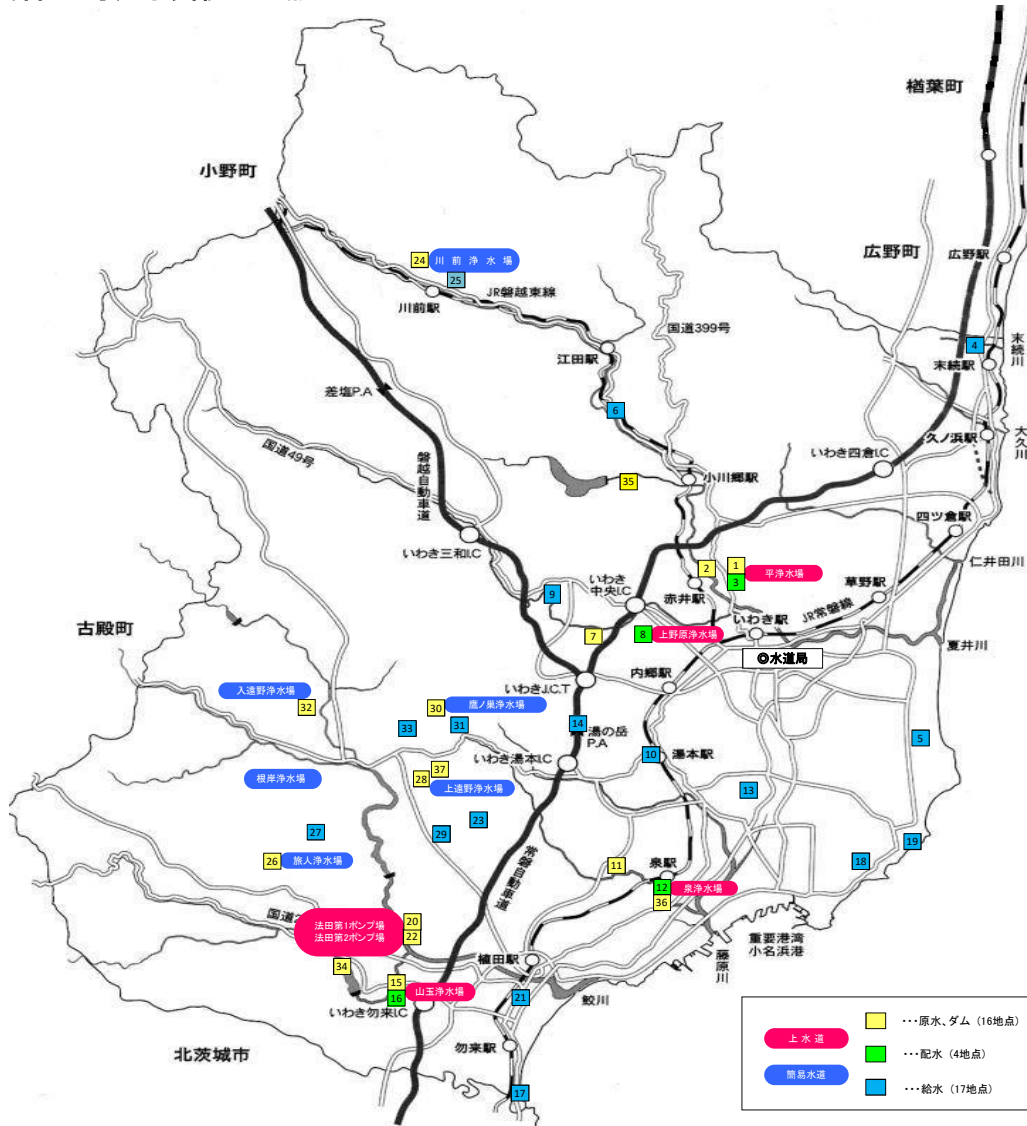 楢葉町
小野町
広野町
広野駅
24
川前浄水場
25
JR磐越東線
川前駅
国道399号
末続川
4
末続駅
江田駅
差塩P.A
6
大久川
久ノ浜駅
国道49号
いわき四倉I.C
磐越自動車道
35
小川郷駅
四ツ倉駅
いわき三和I.C
仁井田川
2
1
平浄水場
3
いわき中央I.C
赤井駅
9
草野駅
JR常磐線
古殿町
7
8
上野原浄水場
いわき駅
夏井川
◎水道局
内郷駅
いわきJ.C.T
入遠野浄水場
32
30
鷹ノ巣浄水場
33
31
14
湯の岳P.A
5
10
湯本駅
いわき湯本I.C
根岸浄水場
37
28
上遠野浄水場
13
27
29
23
常磐自動車道
19
26
旅人浄水場
18
11
泉駅
12
泉浄水場
36
国道2
法田第1ポンプ場
法田第2ポンプ場
20
22
重要港湾
小名浜港
藤原川
34
植田駅
15
16
山玉浄水場
いわき勿来I.C
21
鮫川
北茨城市
勿来駅
17
上水道
簡易水道
･･･原水、ダム（16地点）
･･･配水（4地点）
･･･給水（17地点）